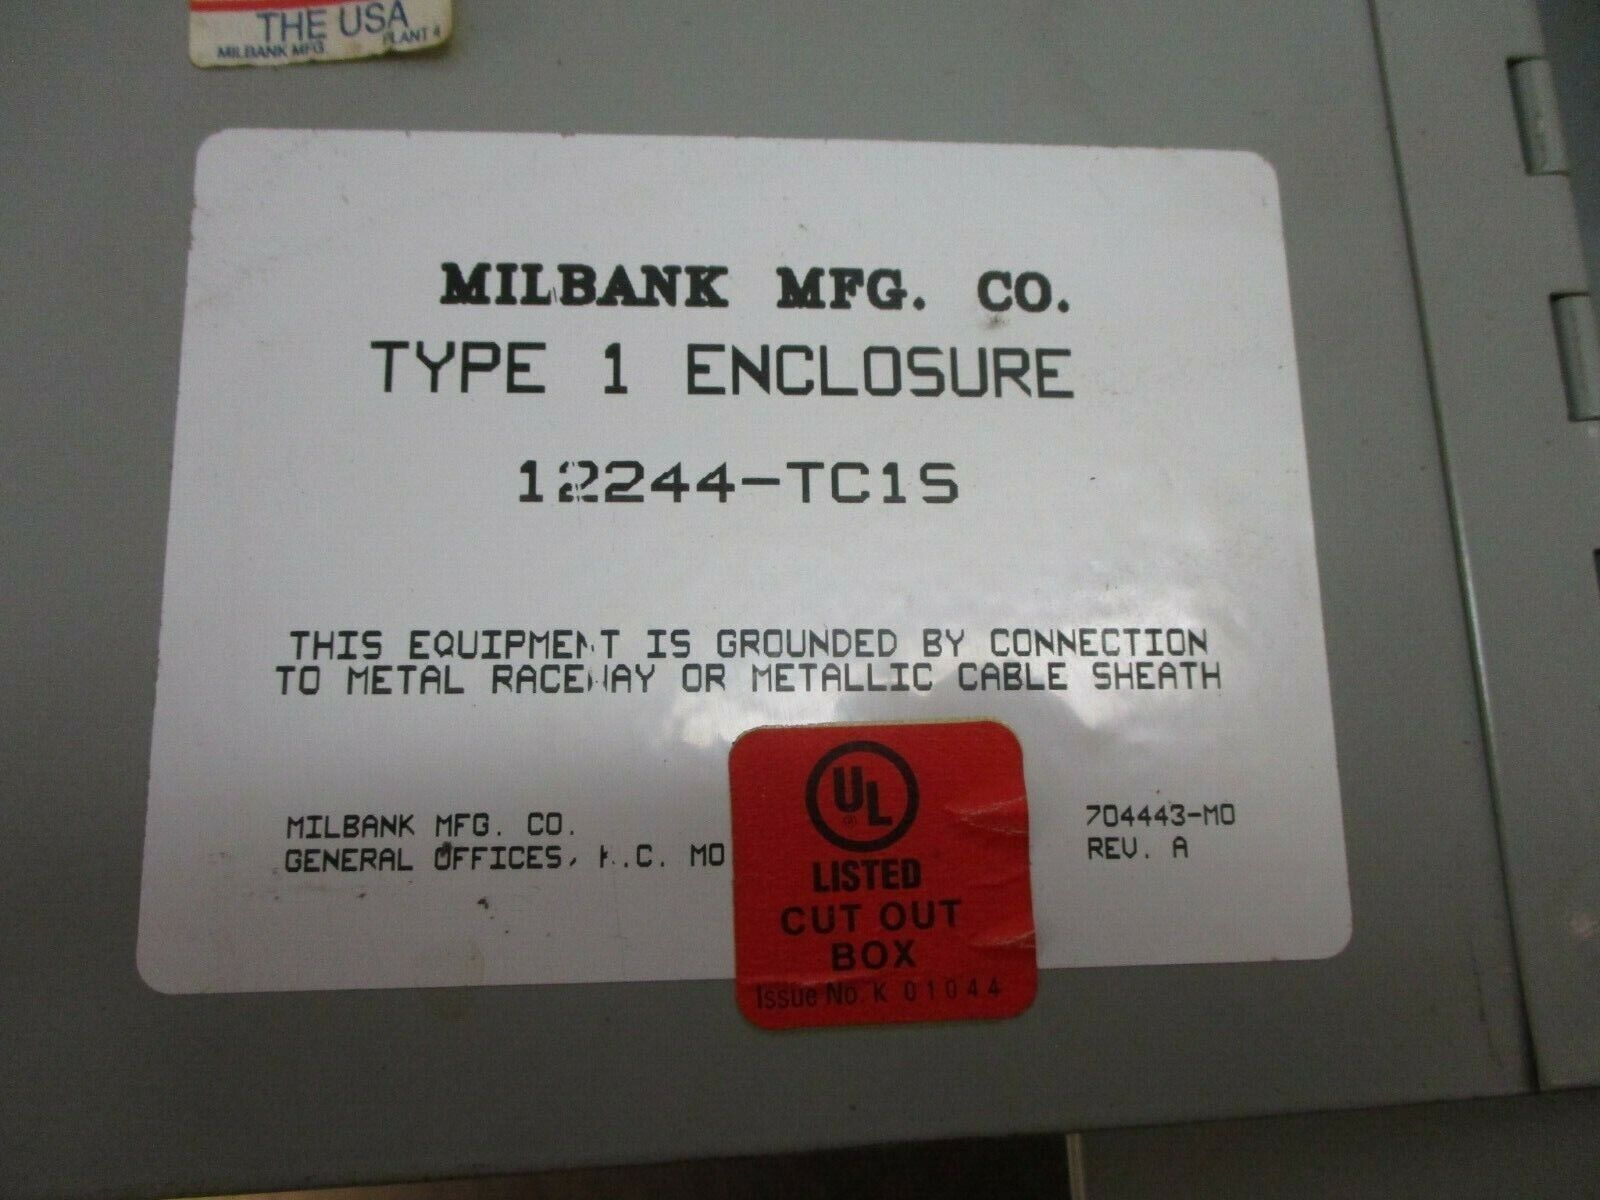 THE USA
MILBANK MFG. PLANT 4
MILBANK MFG. CO.
TYPE 1 ENCLOSURE
12244-TC1S
THIS EQUIPMENT IS GROUNDED BY CONNECTION
TO METAL RACEWAY OR METALLIC CABLE SHEATH
MILBANK MFG. CO.
GENERAL OFFICES, K.C. MO
704443-MO
REV. A
UL
LISTED
CUT OUT
BOX
Issue No. K 01044